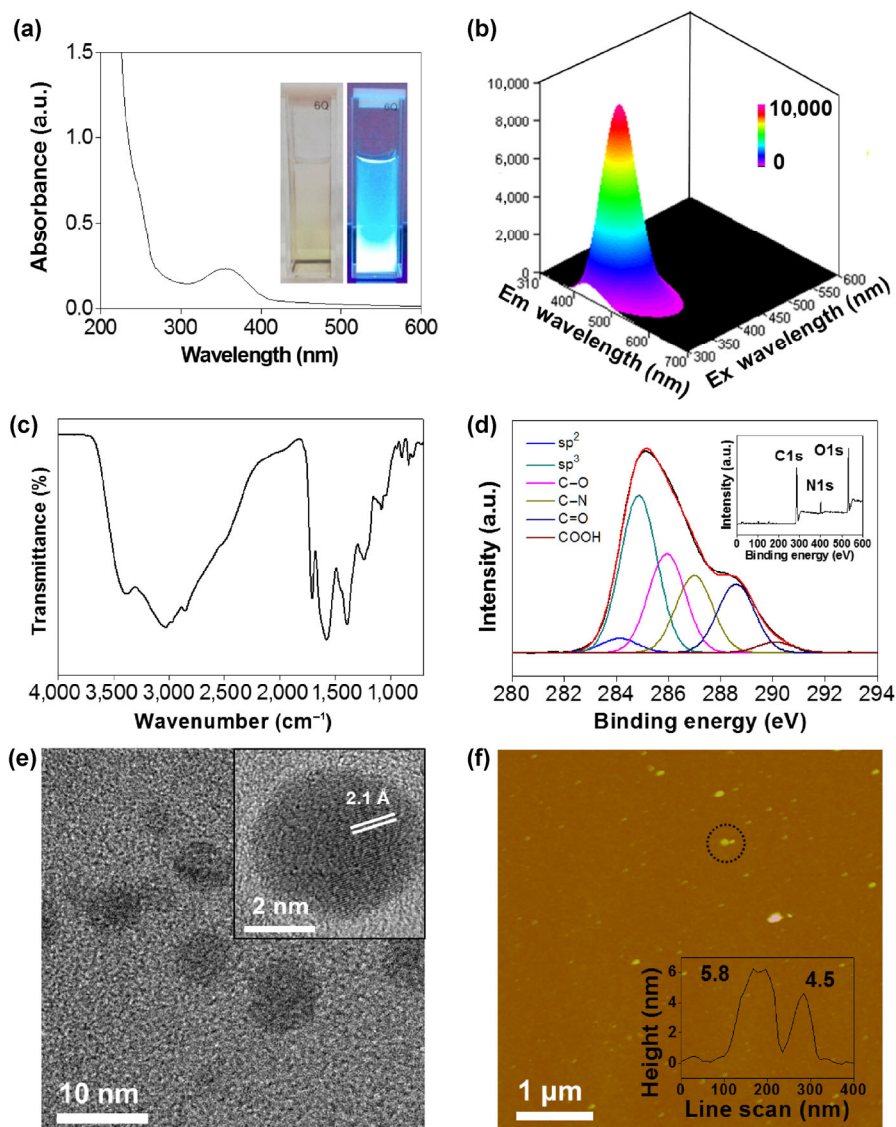 (a)
1.5
1.0
0.5
0.0
Absorbance (a.u.)
200 300 400 500 600
Wavelength (nm)
6Q
6Q
(b)
10,000
8,000
6,000
4,000
2,000
0
10,000
0
310 400 500 600 700
Em wavelength (nm)
300 350 400 450 500 550 600
Ex wavelength (nm)
(c)
Transmittance (%)
4,000 3,500 3,000 2,500 2,000 1,500 1,000
Wavenumber (cm⁻¹)
(d)
Intensity (a.u.)
sp²
sp³
C–O
C–N
C=O
COOH
280 282 284 286 288 290 292 294
Binding energy (eV)
Intensity (a.u.)
C1s
N1s
O1s
0 100 200 300 400 500 600
Binding energy (eV)
(e)
2.1 Å
2 nm
10 nm
(f)
1 μm
Height (nm)
6
4
2
0
5.8
4.5
0 100 200 300 400
Line scan (nm)